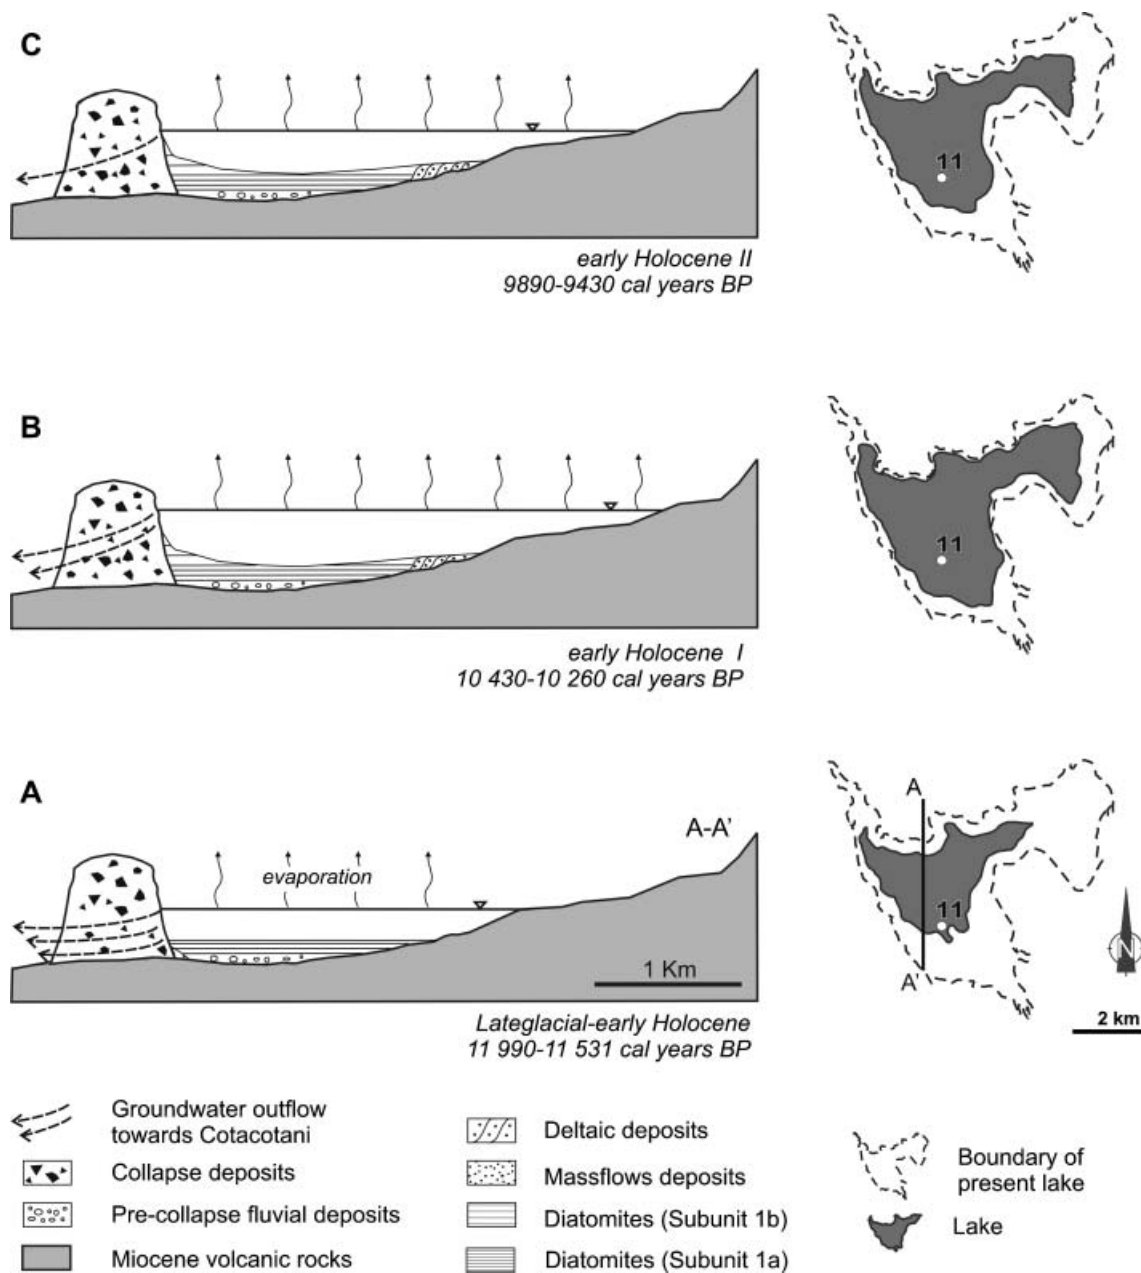 C
11
early Holocene II
9890-9430 cal years BP
B
11
early Holocene I
10 430-10 260 cal years BP
A
A-A'
evaporation
1 Km
A
11
A'
N
2 km
Lateglacial-early Holocene
11 990-11 531 cal years BP
Groundwater outflow
towards Cotacotani
Collapse deposits
Pre-collapse fluvial deposits
Miocene volcanic rocks
Deltaic deposits
Massflows deposits
Diatomites (Subunit 1b)
Diatomites (Subunit 1a)
Boundary of
present lake
Lake